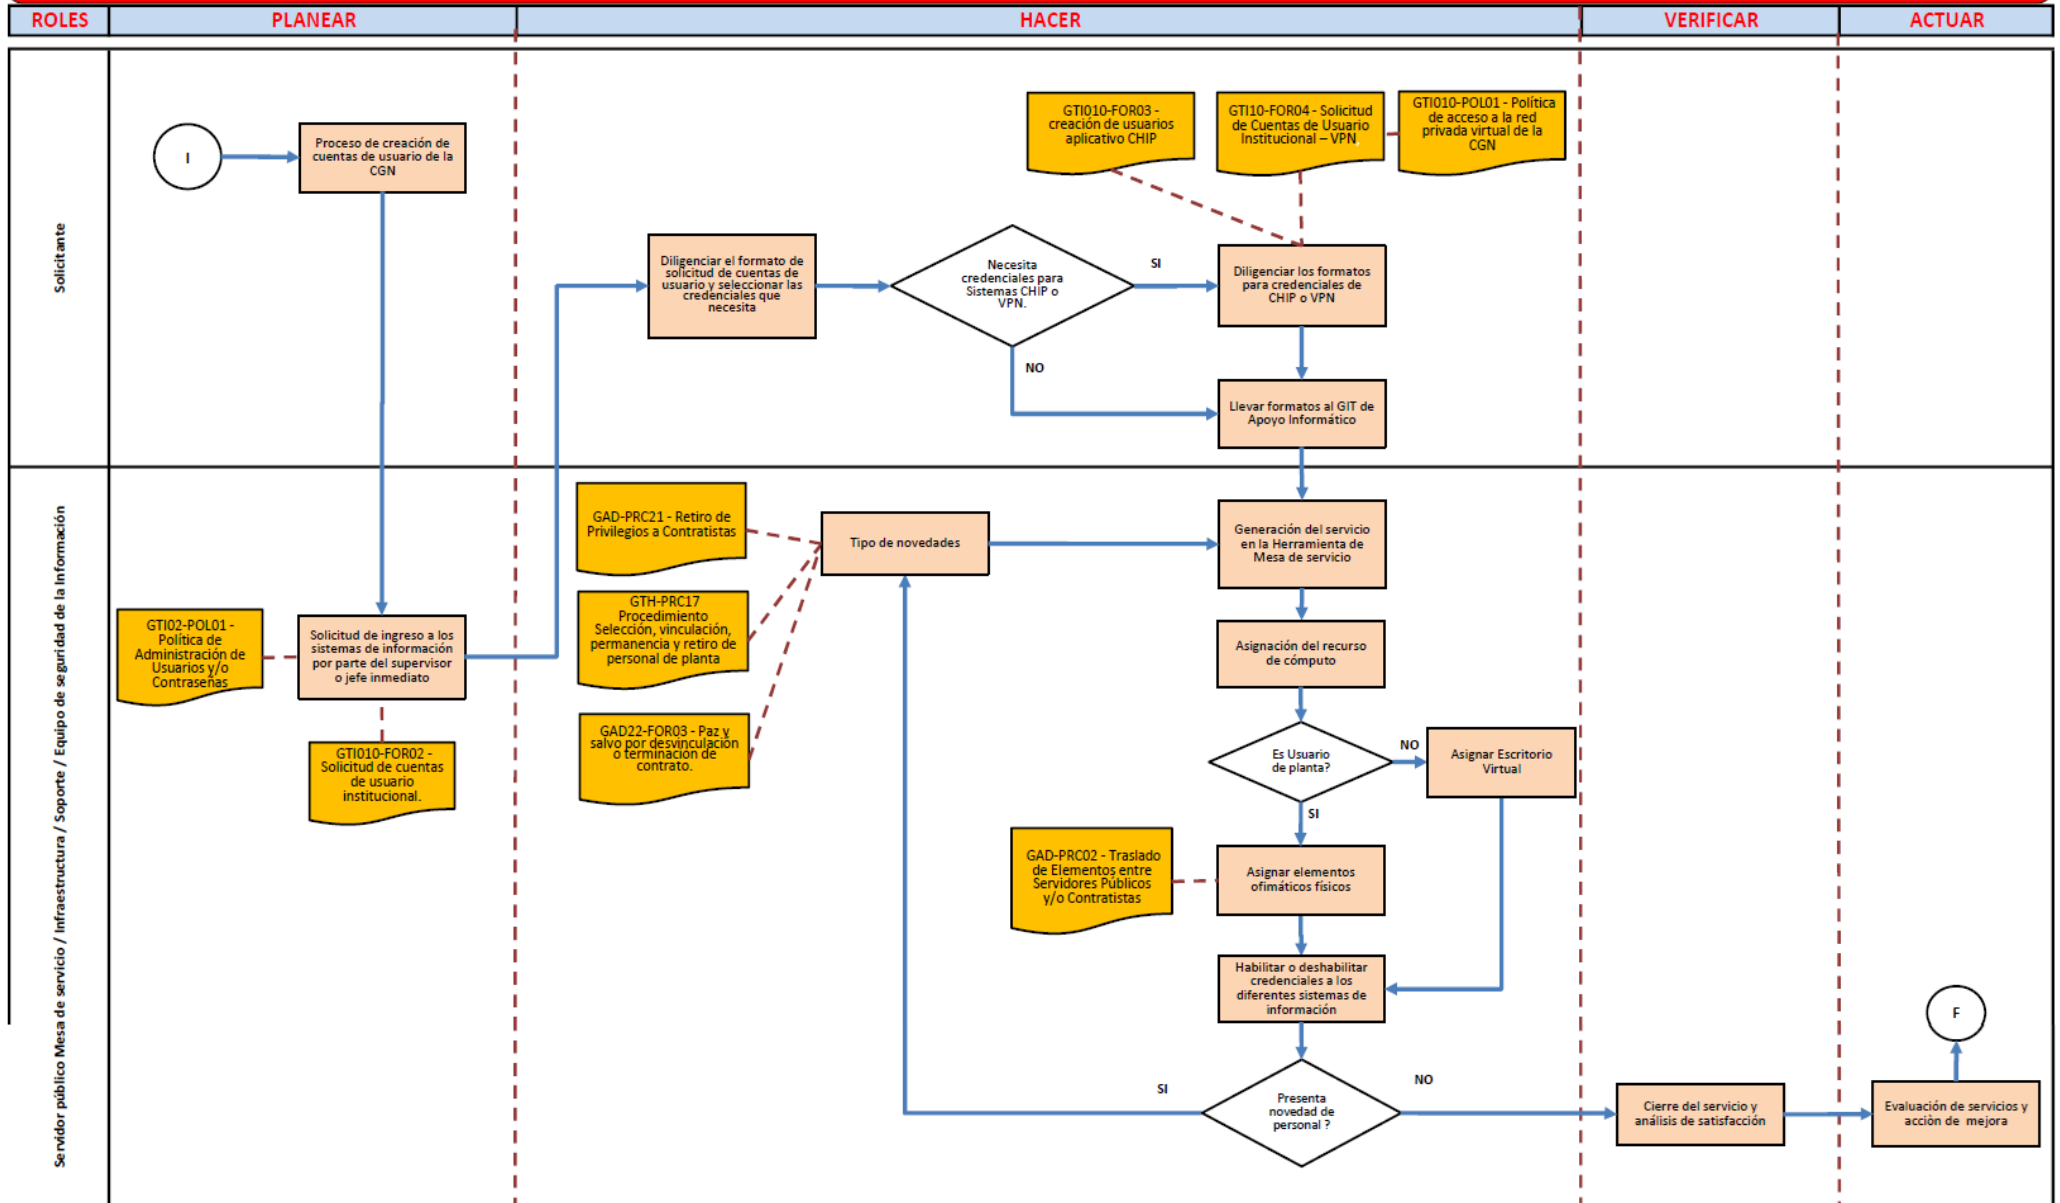 ROLES
PLANEAR
HACER
VERIFICAR
ACTUAR
Solicitante
I
Proceso de creación de
cuentas de usuario de la
CGN
GTI010-FOR03 -
creación de usuarios
aplicativo CHIP
GTI10-FOR04 - Solicitud
de Cuentas de Usuario
Institucional – VPN
GTI010-POL01 - Política
de acceso a la red
privada virtual de la
CGN
Diligenciar el formato de
solicitud de cuentas de
usuario y seleccionar las
credenciales que
necesita
Necesita
credenciales para
Sistemas CHIP o
VPN.
SI
NO
Diligenciar los formatos
para credenciales de
CHIP o VPN
Llevar formatos al GIT de
Apoyo Informático
Servidor público Mesa de servicio / Infraestructura / Soporte / Equipo de seguridad de la Información
GTI02-POL01 -
Política de
Administración de
Usuarios y/o
Contraseñas
Solicitud de ingreso a los
sistemas de información
por parte del supervisor
o jefe inmediato
GTI010-FOR02 -
Solicitud de cuentas
de usuario
institucional.
GAD-PRC21 - Retiro de
Privilegios a Contratistas
GTH-PRC17
Procedimiento
Selección, vinculación,
permanencia y retiro de
personal de planta
GAD22-FOR03 - Paz y
salvo por desvinculación
o terminación de
contrato.
Tipo de novedades
Generación del servicio
en la Herramienta de
Mesa de servicio
Asignación del recurso
de cómputo
Es Usuario
de planta?
NO
Asignar Escritorio
Virtual
SI
GAD-PRC02 - Traslado
de Elementos entre
Servidores Públicos
y/o Contratistas
Asignar elementos
ofimáticos físicos
Habilitar o deshabilitar
credenciales a los
diferentes sistemas de
información
Presenta
novedad de
personal ?
SI
NO
Cierre del servicio y
análisis de satisfacción
Evaluación de servicios y
acciòn de mejora
F